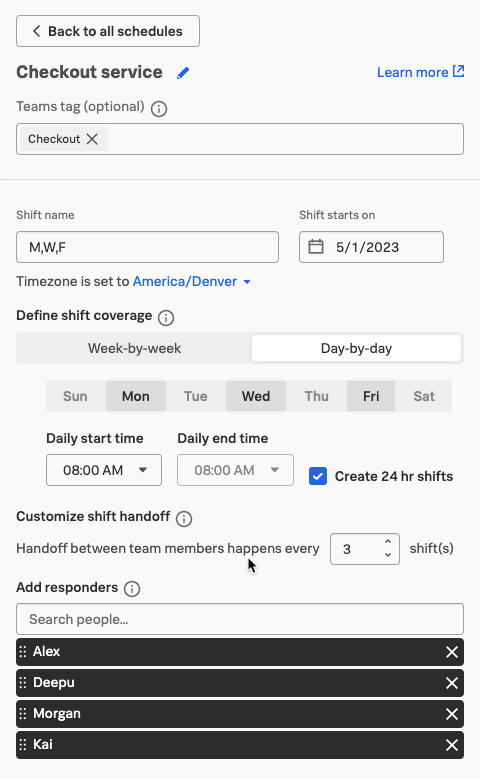 Back to all schedules
Checkout service
Learn more
Teams tag (optional)
Checkout
Shift name
Shift starts on
M,W,F
5/1/2023
Timezone is set to America/Denver
Define shift coverage
Week-by-week
Day-by-day
Sun Mon Tue Wed Thu Fri Sat
Daily start time
Daily end time
08:00 AM
08:00 AM
Create 24 hr shifts
Customize shift handoff
Handoff between team members happens every 3 shift(s)
Add responders
Search people...
Alex
Deepu
Morgan
Kai